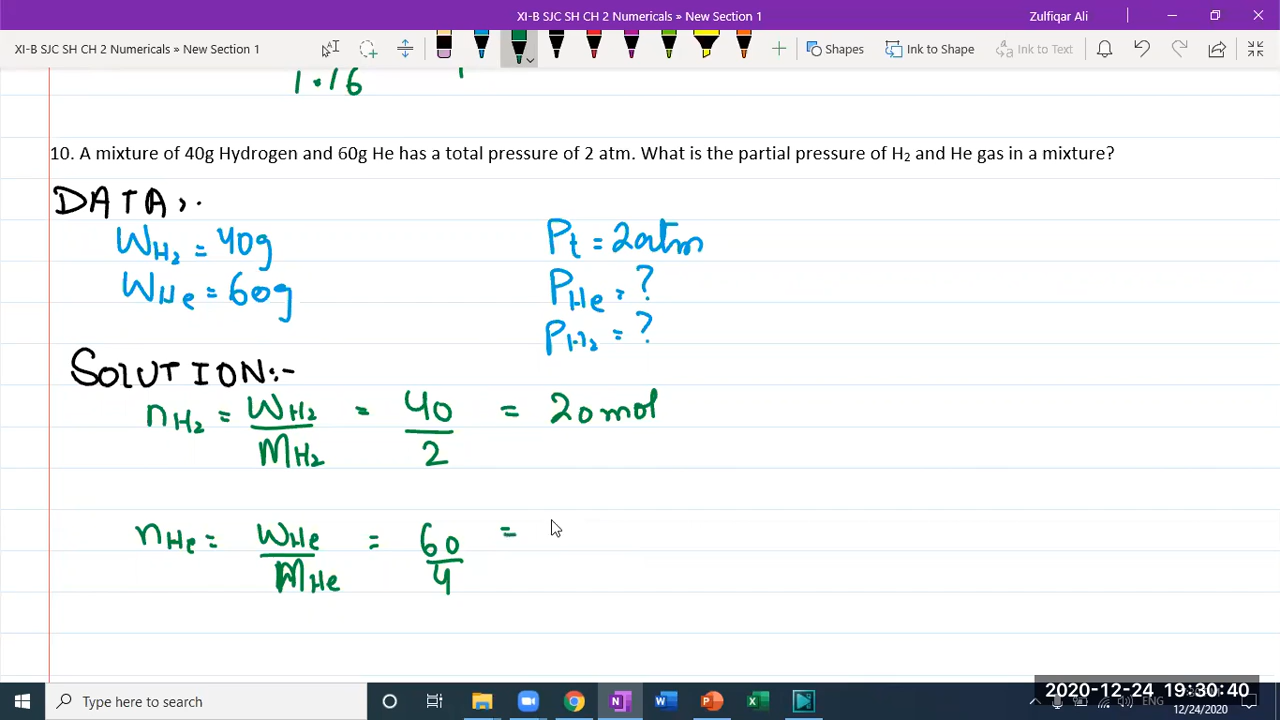 XI-B SJC SH CH 2 Numericals » New Section 1
Zulfiqar Ali
XI-B SJC SH CH 2 Numericals » New Section 1
Shapes
Ink to Shape
Ink to Text
1.16
10. A mixture of 40g Hydrogen and 60g He has a total pressure of 2 atm. What is the partial pressure of H₂ and He gas in a mixture?
DATA:-
WH₂ = 40g
Pt = 2atm
WHe = 60g
PHe = ?
PH₂ = ?
SOLUTION:-
nH₂ = WH₂/MH₂ = 40/2 = 20 mol
nHe = WHe/MHe = 60/4 =
Type here to search
2020-12-24 19:30:40
12/24/2020